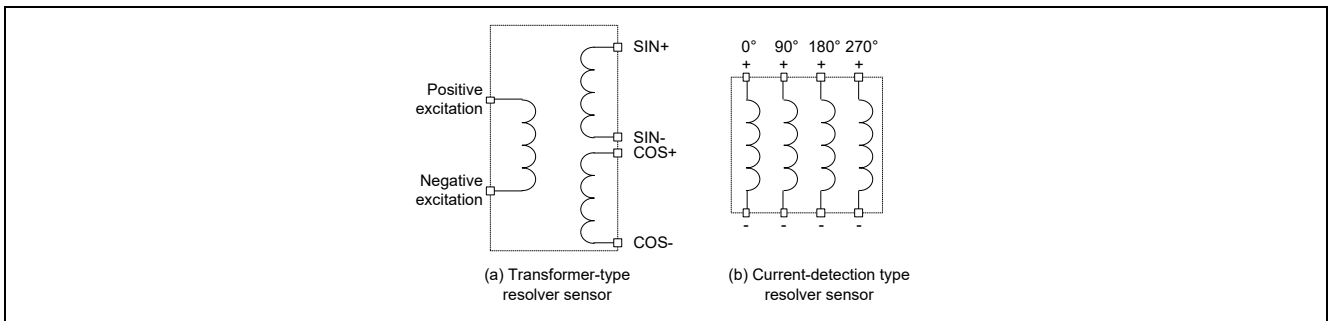 SIN+
Positive
excitation
SIN-
COS+
Negative
excitation
COS-
(a) Transformer-type
resolver sensor
0° 90° 180° 270°
+ + + +
- - - -
(b) Current-detection type
resolver sensor